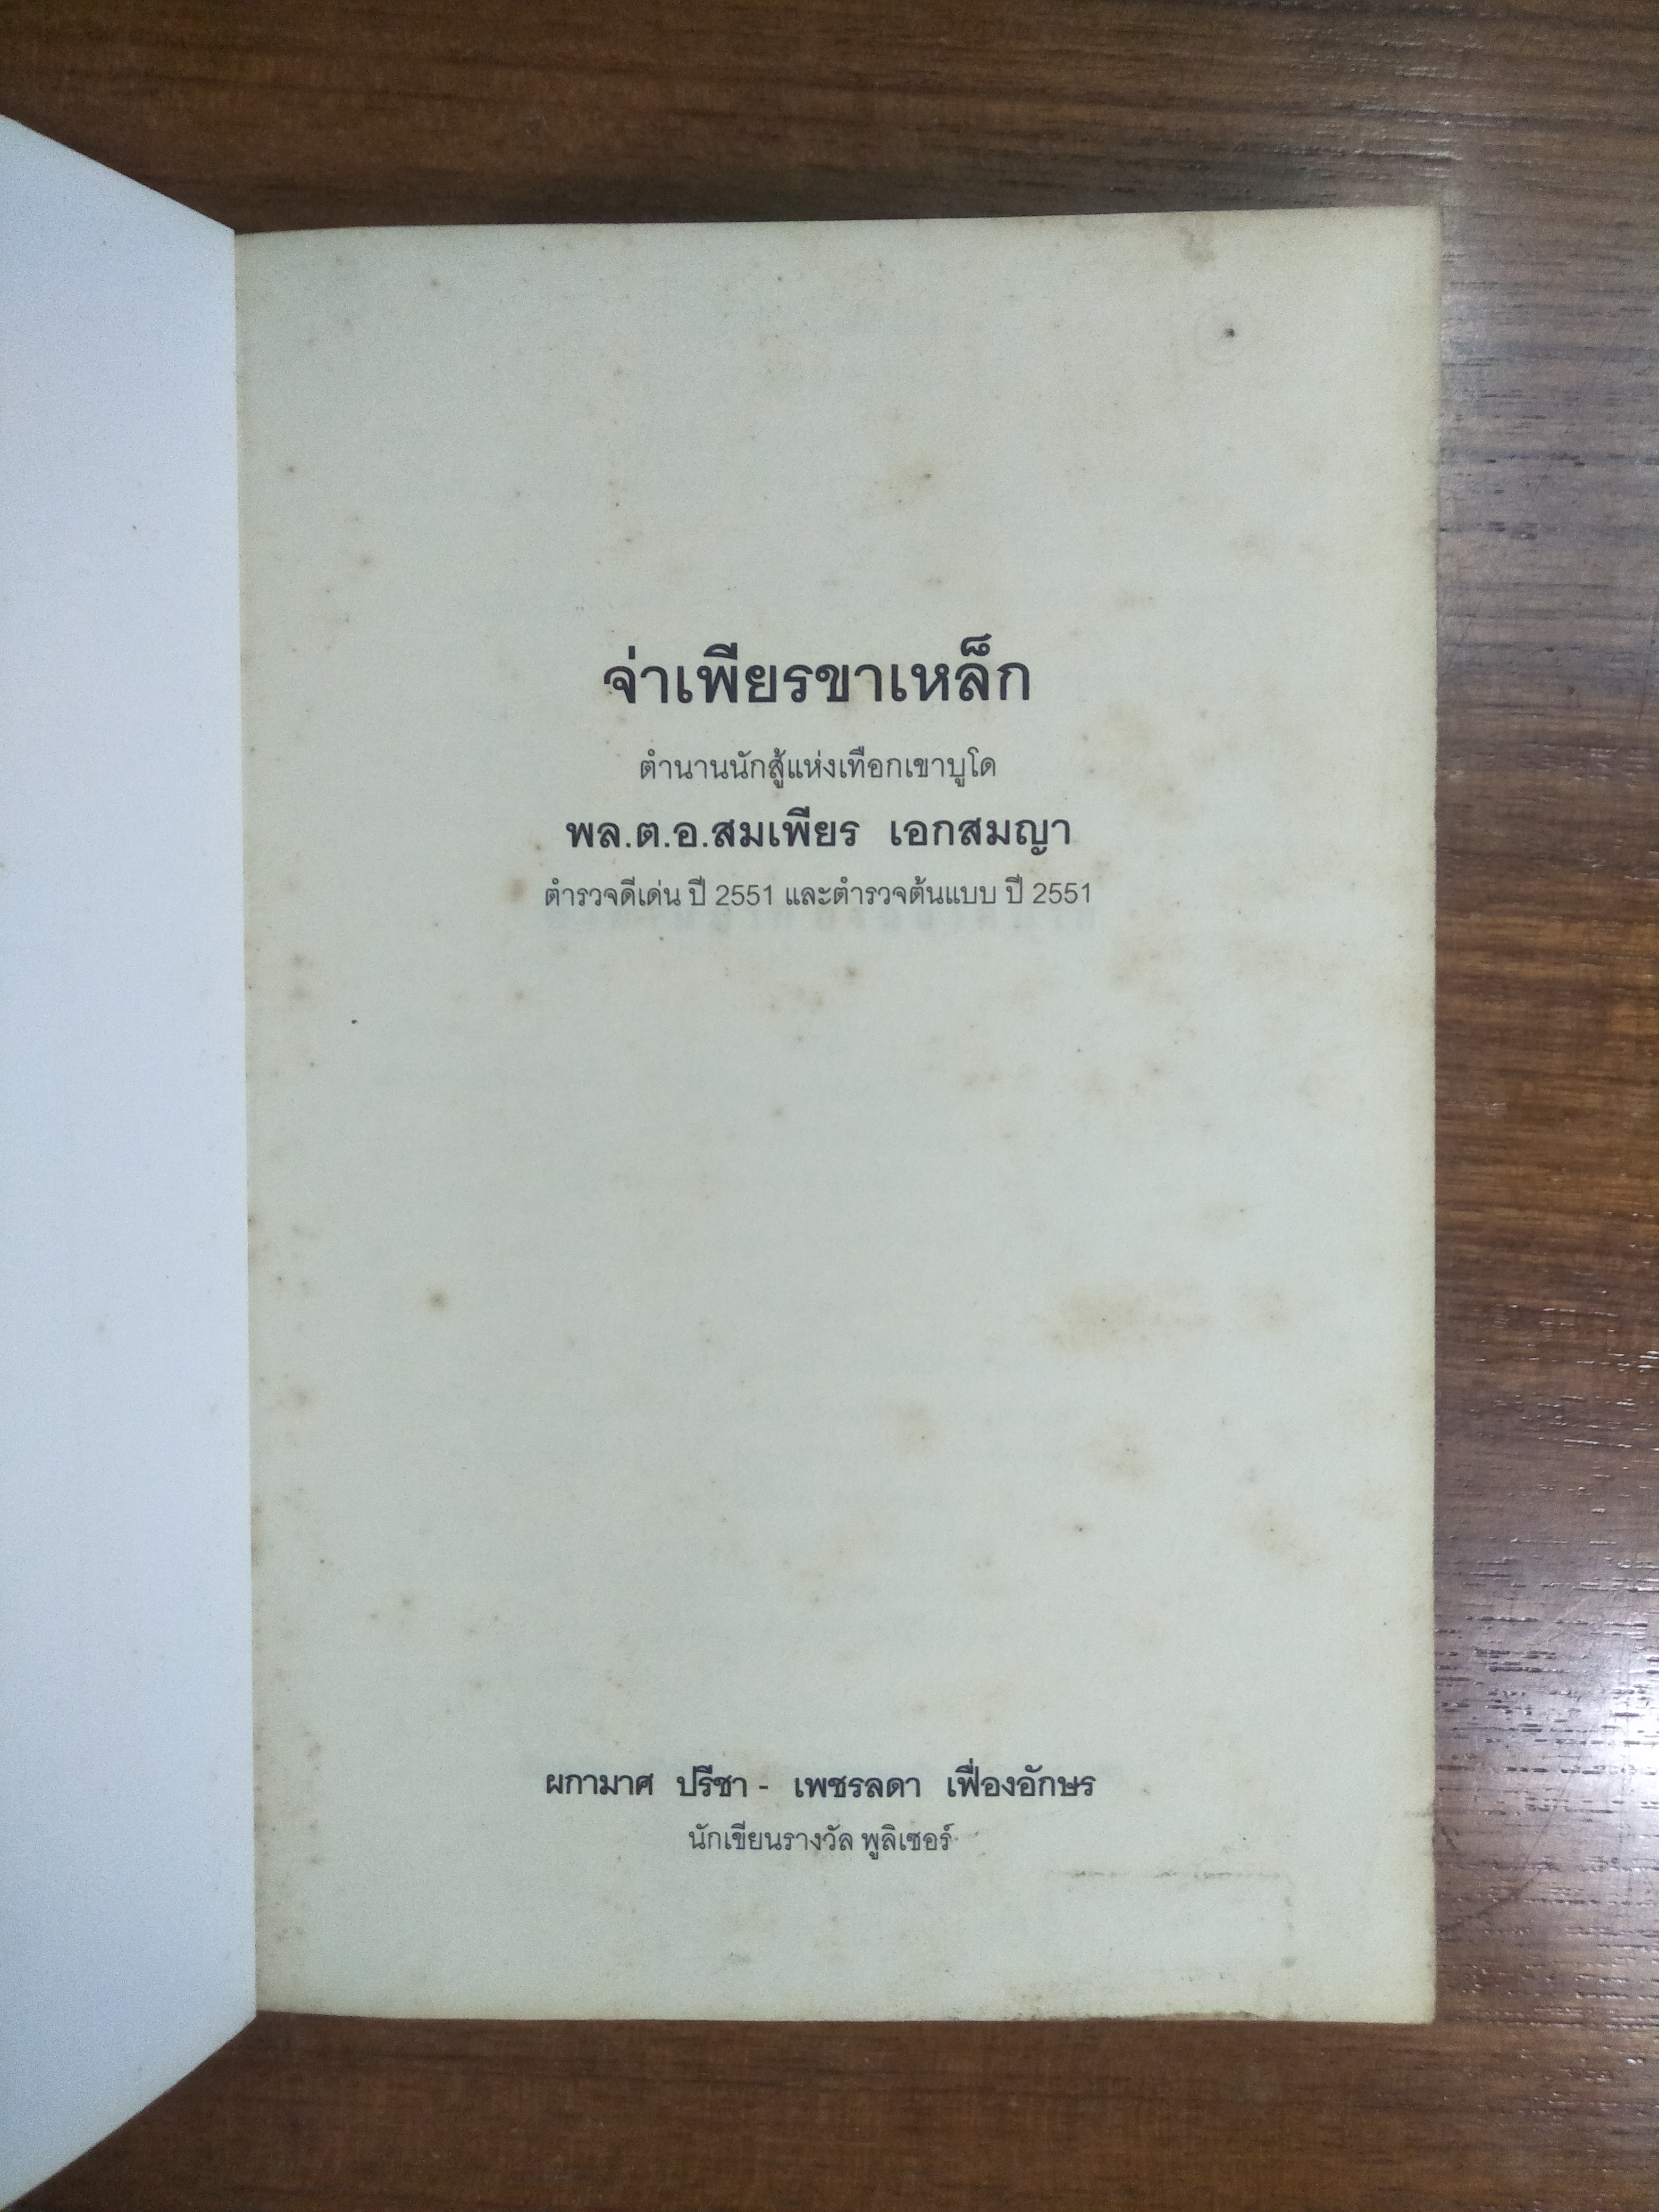 จ่าเพียรขาเหล็ก
ตำนานนักสู้แห่งเทือกเขาบูโด
พล.ต.อ.สมเพียร เอกสมญา
ตำรวจดีเด่น ปี 2551 และตำรวจต้นแบบ ปี 2551
ผกามาศ ปรีชา - เพชรลดา เฟื่องอักษร
นักเขียนรางวัล พูลิเซอร์